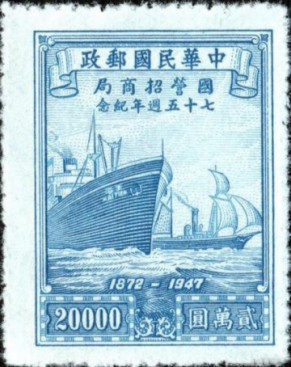 中華民國郵政
國營招商局
七十五週年紀念
1872 - 1947
20000 貳萬圓